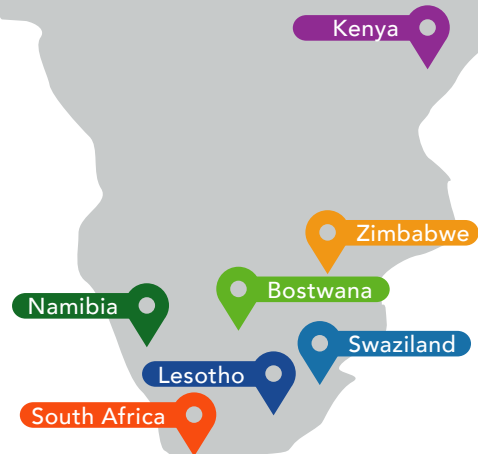 Kenya
Zimbabwe
Bostwana
Namibia
Swaziland
Lesotho
South Africa